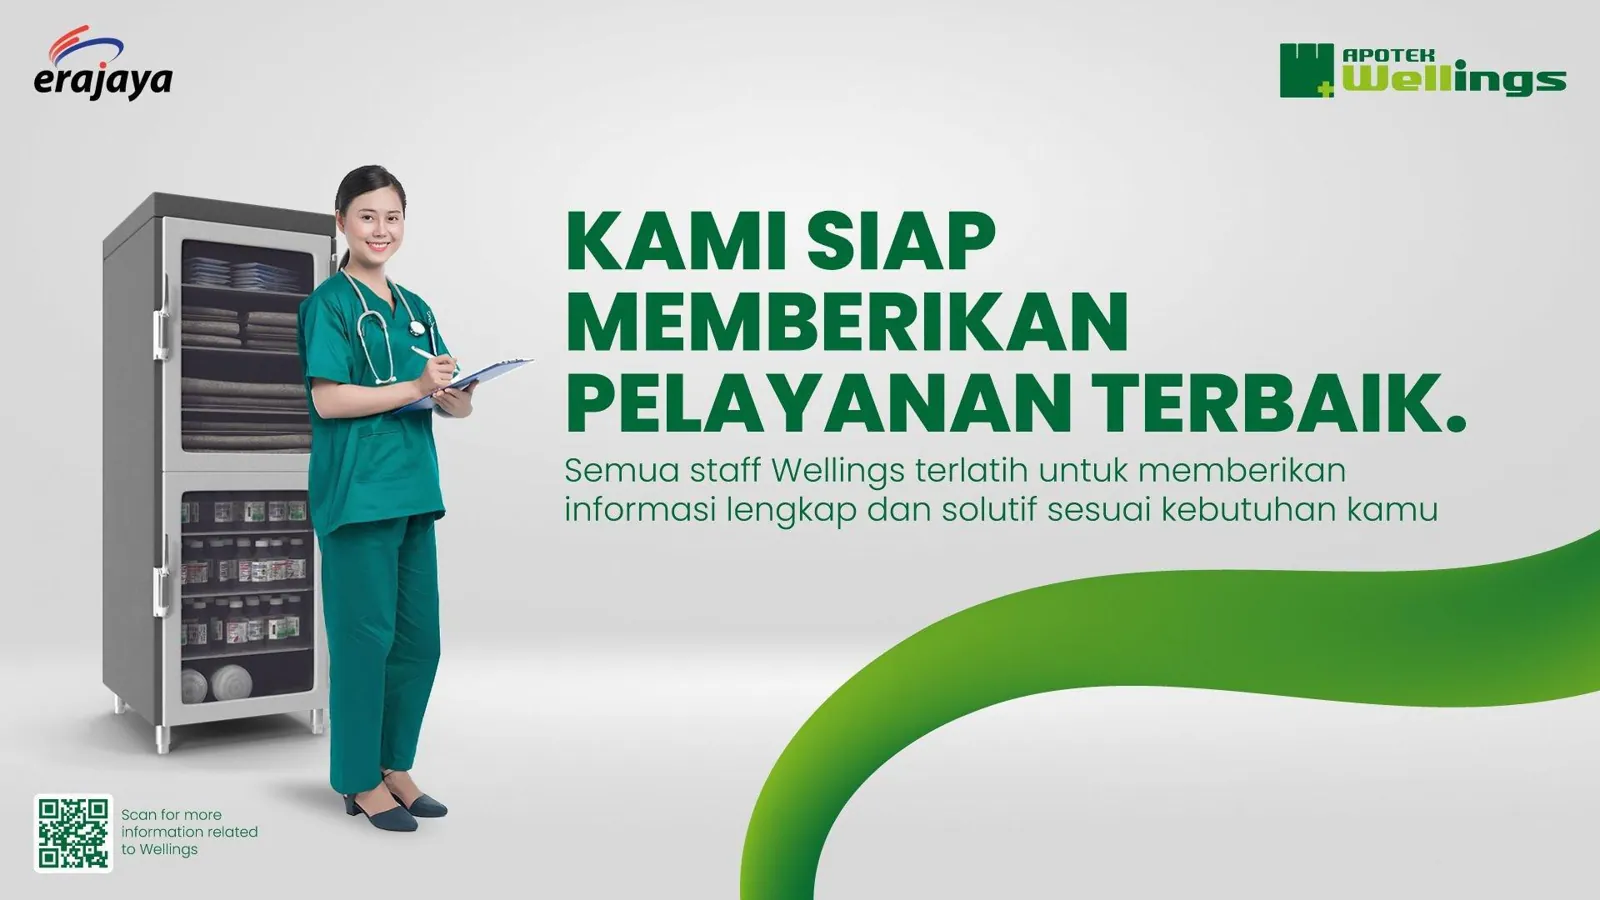 erajaya
APOTEK
Wellings
KAMI SIAP
MEMBERIKAN
PELAYANAN TERBAIK.
Semua staff Wellings terlatih untuk memberikan
informasi lengkap dan solutif sesuai kebutuhan kamu
Scan for more
information related
to Wellings